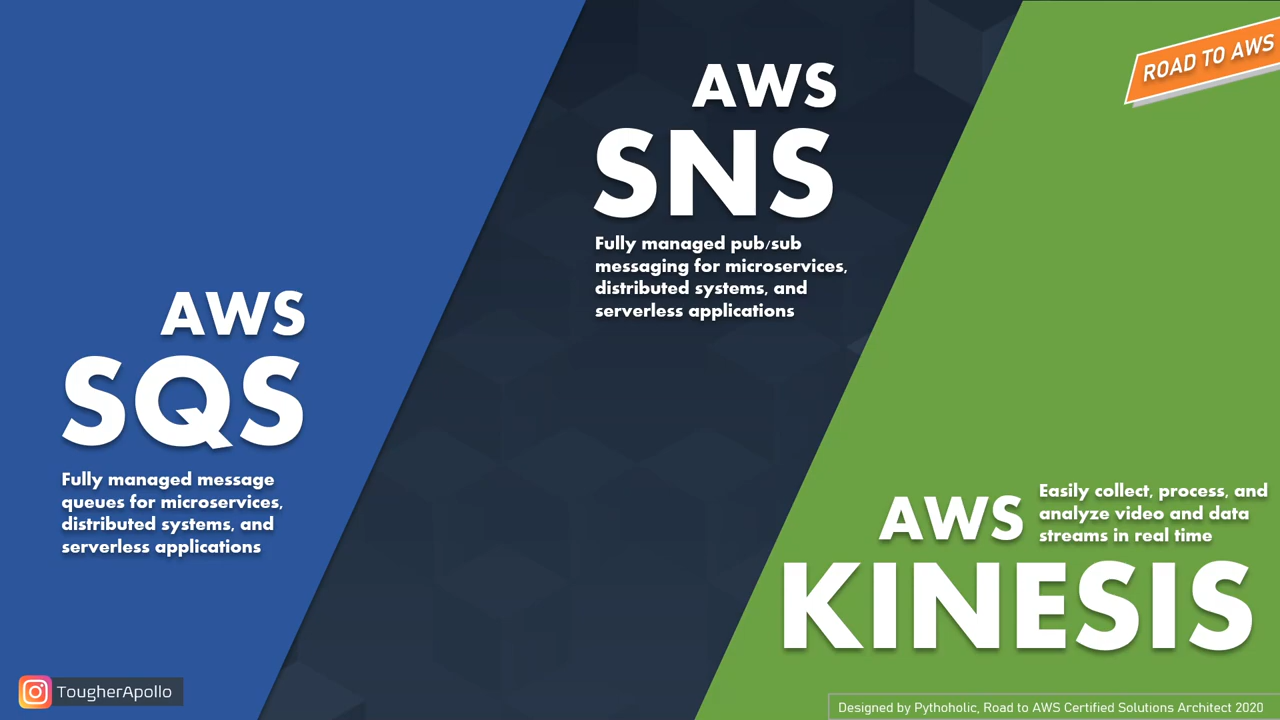 ROAD TO AWS
AWS
SQS
Fully managed message
queues for microservices,
distributed systems, and
serverless applications
AWS
SNS
Fully managed pub/sub
messaging for microservices,
distributed systems, and
serverless applications
AWS
KINESIS
Easily collect, process, and
analyze video and data
streams in real time
TougherApollo
Designed by Pythoholic, Road to AWS Certified Solutions Architect 2020